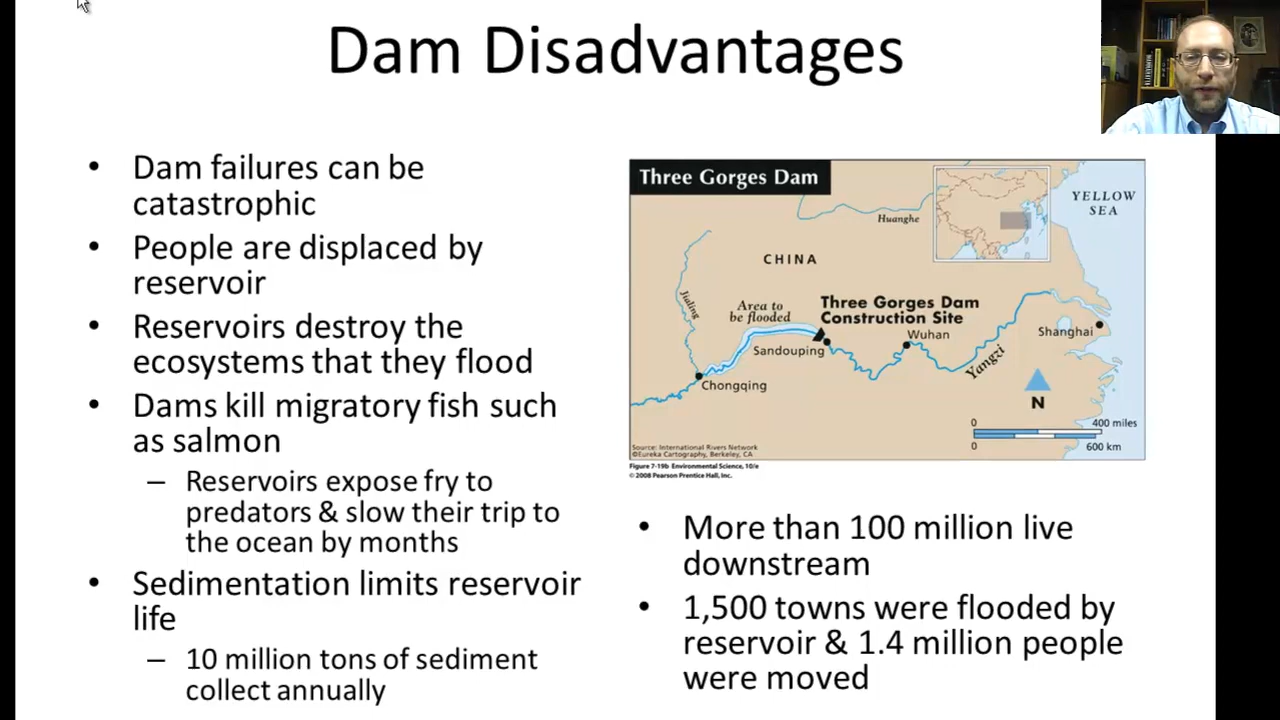 Dam Disadvantages
• Dam failures can be
catastrophic
• People are displaced by
reservoir
• Reservoirs destroy the
ecosystems that they flood
• Dams kill migratory fish such
as salmon
– Reservoirs expose fry to
predators & slow their trip to
the ocean by months
• Sedimentation limits reservoir
life
– 10 million tons of sediment
collect annually
Three Gorges Dam
YELLOW
SEA
Huanghe
CHINA
Jialing
Area to
be flooded
Three Gorges Dam
Construction Site
Wuhan
Shanghai
Sandouping
Yangzi
Chongqing
N
0 400 miles
0 600 km
Source: International Rivers Network
©Eureka Cartography, Berkeley, CA
Figure 7-19b Environmental Science, 10/e
© 2008 Pearson Prentice Hall, Inc.
• More than 100 million live
downstream
• 1,500 towns were flooded by
reservoir & 1.4 million people
were moved